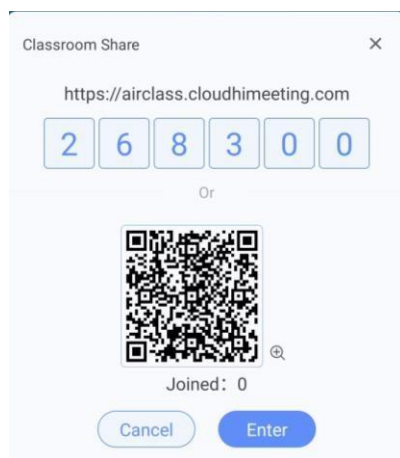 Classroom Share
https://airclass.cloudhimeeting.com
2 6 8 3 0 0
Or
Joined: 0
Cancel Enter